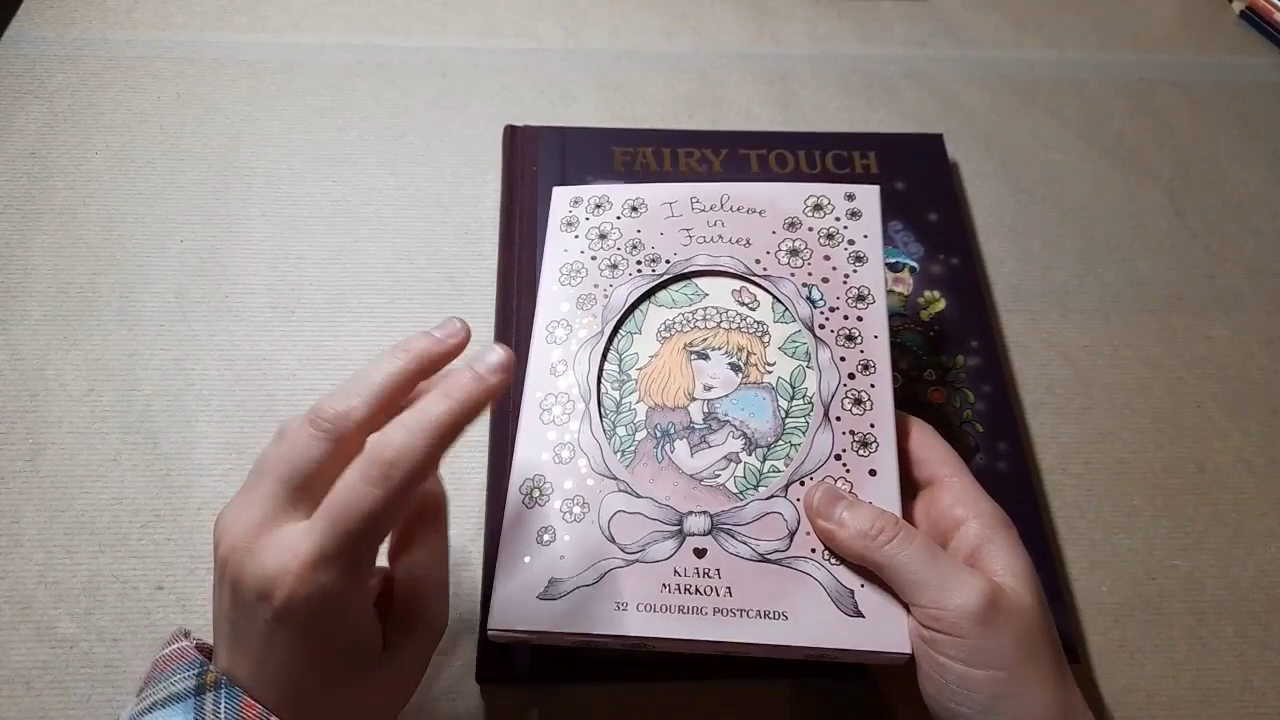 FAIRY TOUCH
I Believe
in
Fairies
KLARA
MARKOVA
32 COLOURING POSTCARDS